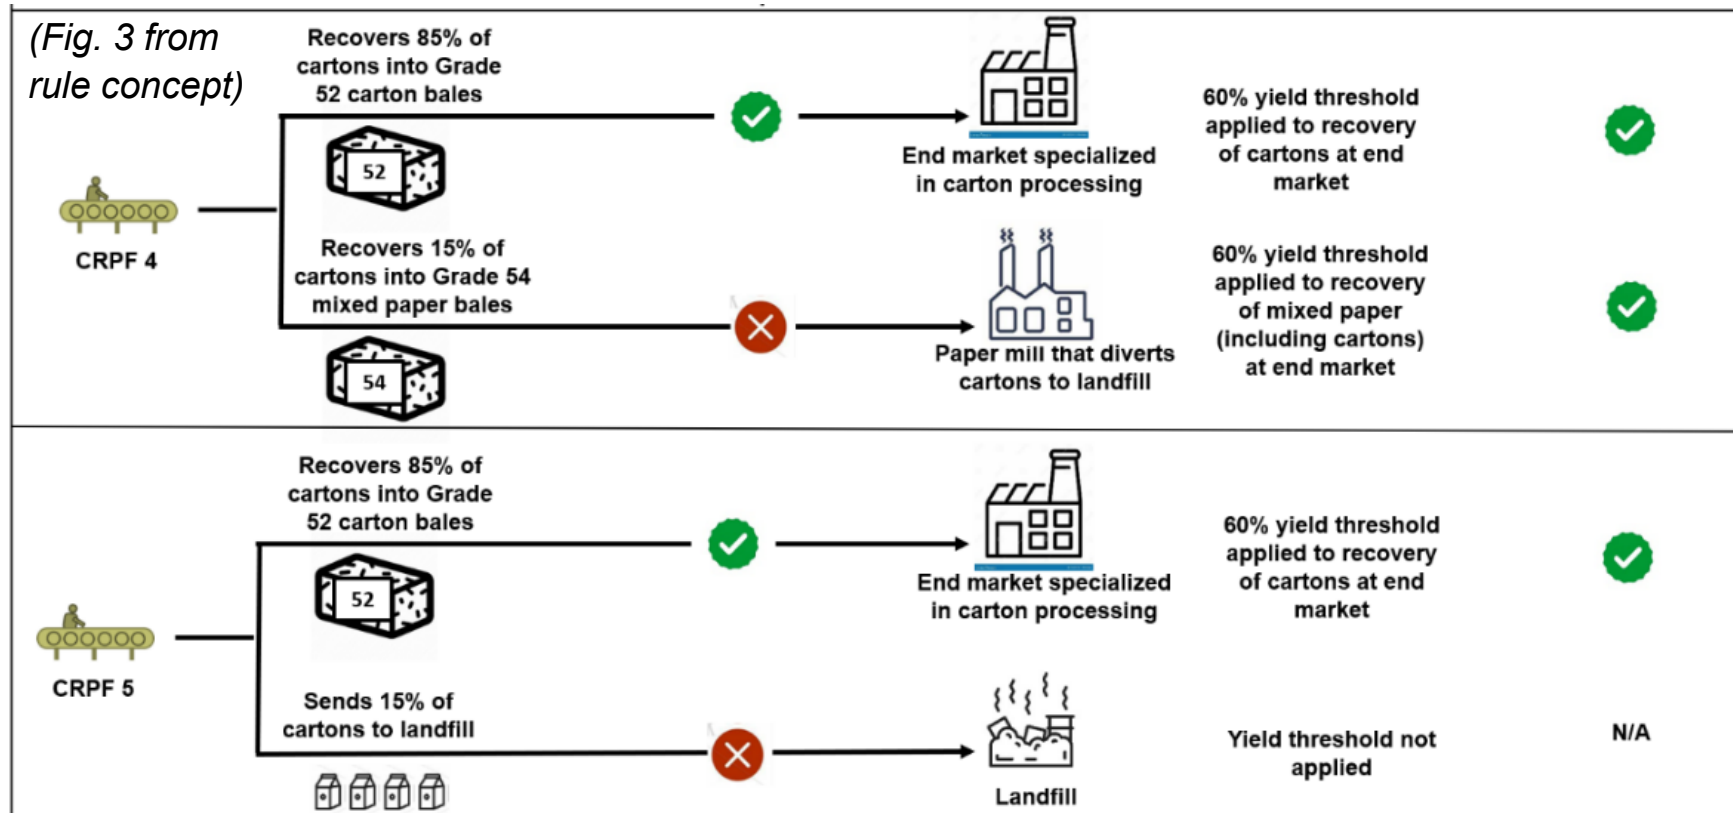 (Fig. 3 from
rule concept)
Recovers 85% of
cartons into Grade
52 carton bales
52
End market specialized
in carton processing
60% yield threshold
applied to recovery
of cartons at end
market
CRPF 4
Recovers 15% of
cartons into Grade 54
mixed paper bales
54
Paper mill that diverts
cartons to landfill
60% yield threshold
applied to recovery
of mixed paper
(including cartons)
at end market
Recovers 85% of
cartons into Grade
52 carton bales
52
End market specialized
in carton processing
60% yield threshold
applied to recovery
of cartons at end
market
CRPF 5
Sends 15% of
cartons to landfill
Landfill
Yield threshold not
applied
N/A